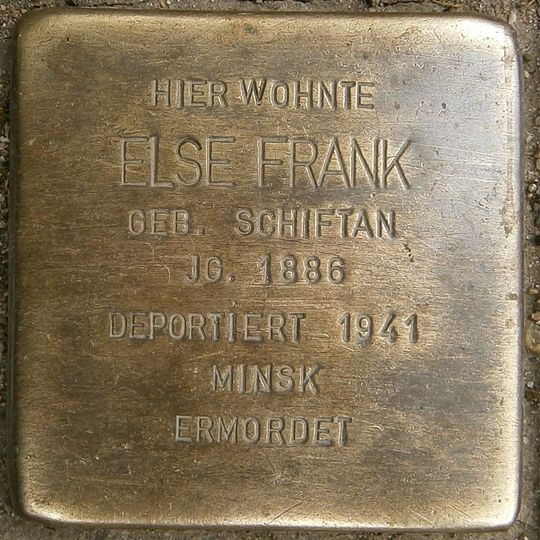 HIER WOHNTE
ELSE FRANK
GEB. SCHIFTAN
JG. 1886
DEPORTIERT 1941
MINSK
ERMORDET